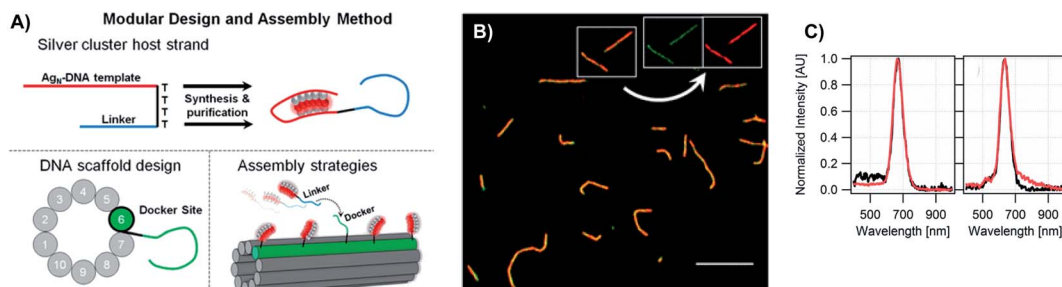 A)
Modular Design and Assembly Method
Silver cluster host strand
AgN-DNA template
T
T
T
T
Linker
Synthesis &
purification
DNA scaffold design
4
3
5
2
6
Docker Site
1
7
10
8
9
Assembly strategies
Linker
Docker
B)
C)
Normalized Intensity [AU]
1.0
0.8
0.6
0.4
0.2
0.0
500
700
900
Wavelength [nm]
500
700
900
Wavelength [nm]